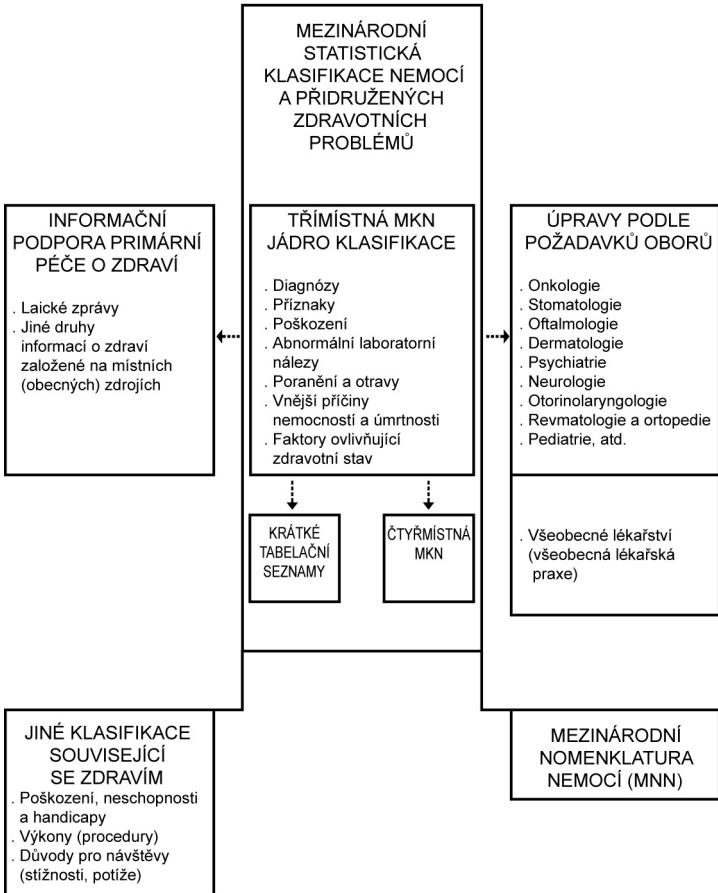 MEZINÁRODNÍ
STATISTICKÁ
KLASIFIKACE NEMOCÍ
A PŘIDRUŽENÝCH
ZDRAVOTNÍCH
PROBLÉMŮ
INFORMAČNÍ
PODPORA PRIMÁRNÍ
PÉČE O ZDRAVÍ
. Laické zprávy
. Jiné druhy
informací o zdraví
založené na místních
(obecných) zdrojích
TŘÍMÍSTNÁ MKN
JÁDRO KLASIFIKACE
. Diagnózy
. Příznaky
. Poškození
. Abnormální laboratorní
nálezy
. Poranění a otravy
. Vnější příčiny
nemocností a úmrtnosti
. Faktory ovlivňující
zdravotní stav
ÚPRAVY PODLE
POŽADAVKŮ OBORŮ
. Onkologie
. Stomatologie
. Oftalmologie
. Dermatologie
. Psychiatrie
. Neurologie
. Otorinolaryngologie
. Revmatologie a ortopedie
. Pediatrie, atd.
KRÁTKÉ
TABELAČNÍ
SEZNAMY
ČTYŘMÍSTNÁ
MKN
. Všeobecné lékařství
(všeobecná lékařská
praxe)
JINÉ KLASIFIKACE
SOUVISEJÍCÍ
SE ZDRAVÍM
. Poškození, neschopnosti
a handicapy
. Výkony (procedury)
. Důvody pro návštěvy
(stížnosti, potíže)
MEZINÁRODNÍ
NOMENKLATURA
NEMOCÍ (MNN)